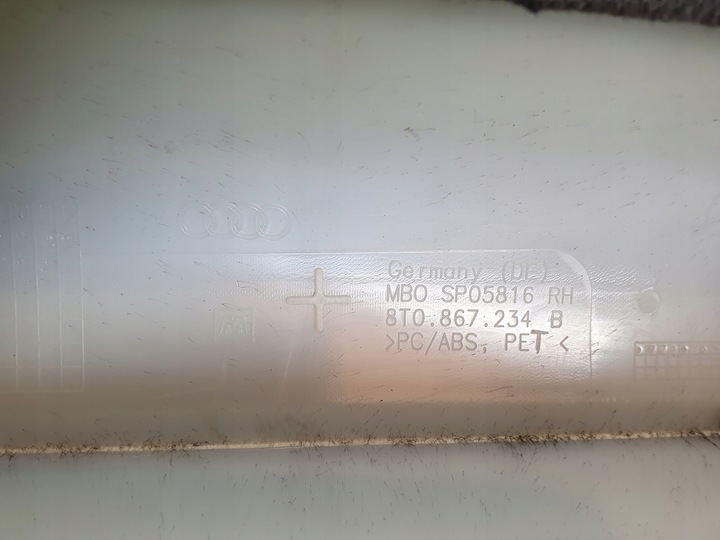 Germany (DE)
MBO SP05816 RH
8T0.867.234 B
>PC/ABS, PET<